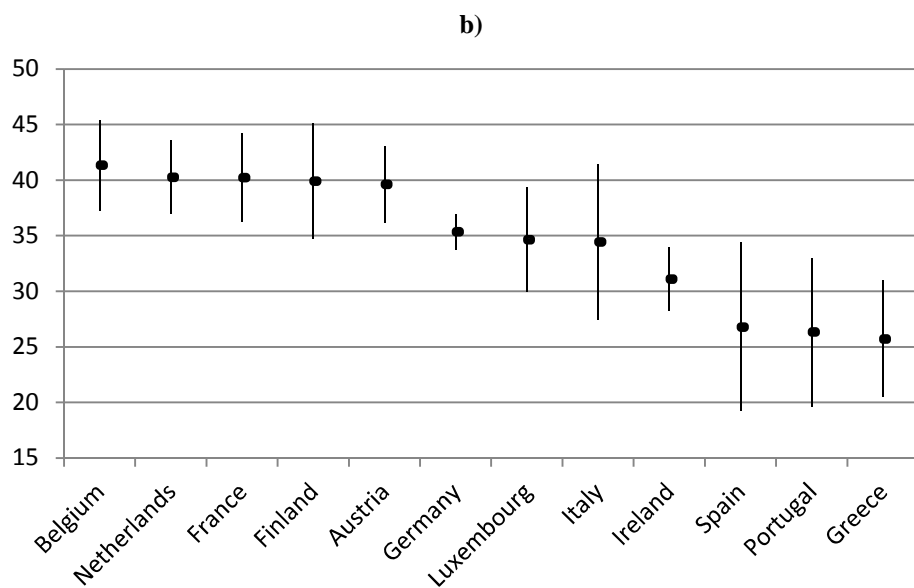 b)
50
45
40
35
30
25
20
15
Belgium
Netherlands
France
Finland
Austria
Germany
Luxembourg
Italy
Ireland
Spain
Portugal
Greece